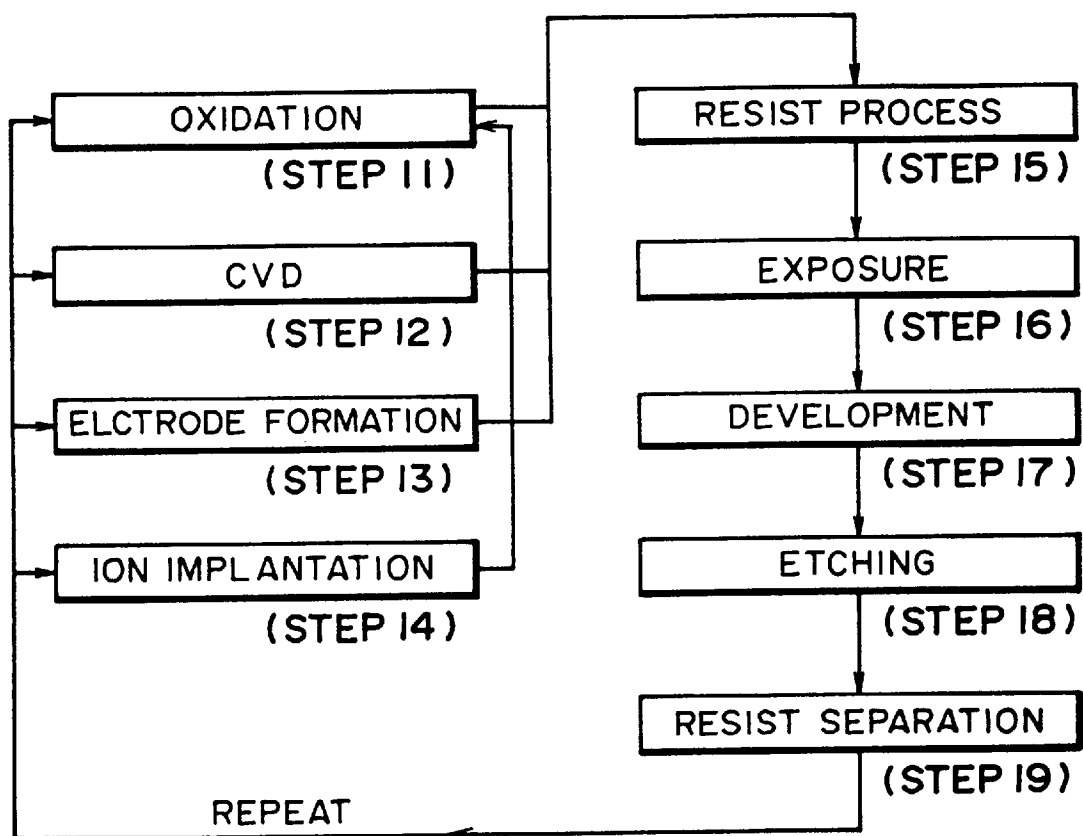 OXIDATION
(STEP 11)
CVD
(STEP 12)
ELCTRODE FORMATION
(STEP 13)
ION IMPLANTATION
(STEP 14)
RESIST PROCESS
(STEP 15)
EXPOSURE
(STEP 16)
DEVELOPMENT
(STEP 17)
ETCHING
(STEP 18)
RESIST SEPARATION
(STEP 19)
REPEAT